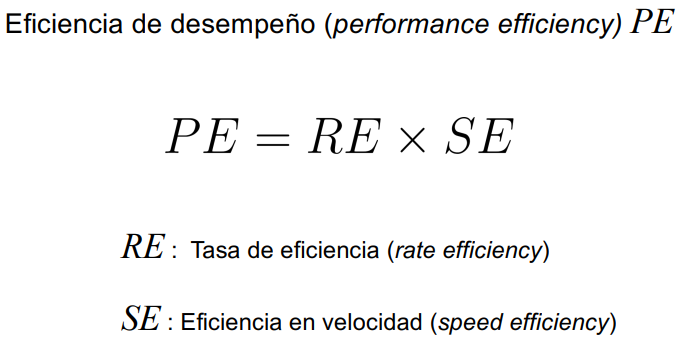 Eficiencia de desempeño (performance efficiency) PE
PE = RE × SE
RE : Tasa de eficiencia (rate efficiency)
SE : Eficiencia en velocidad (speed efficiency)